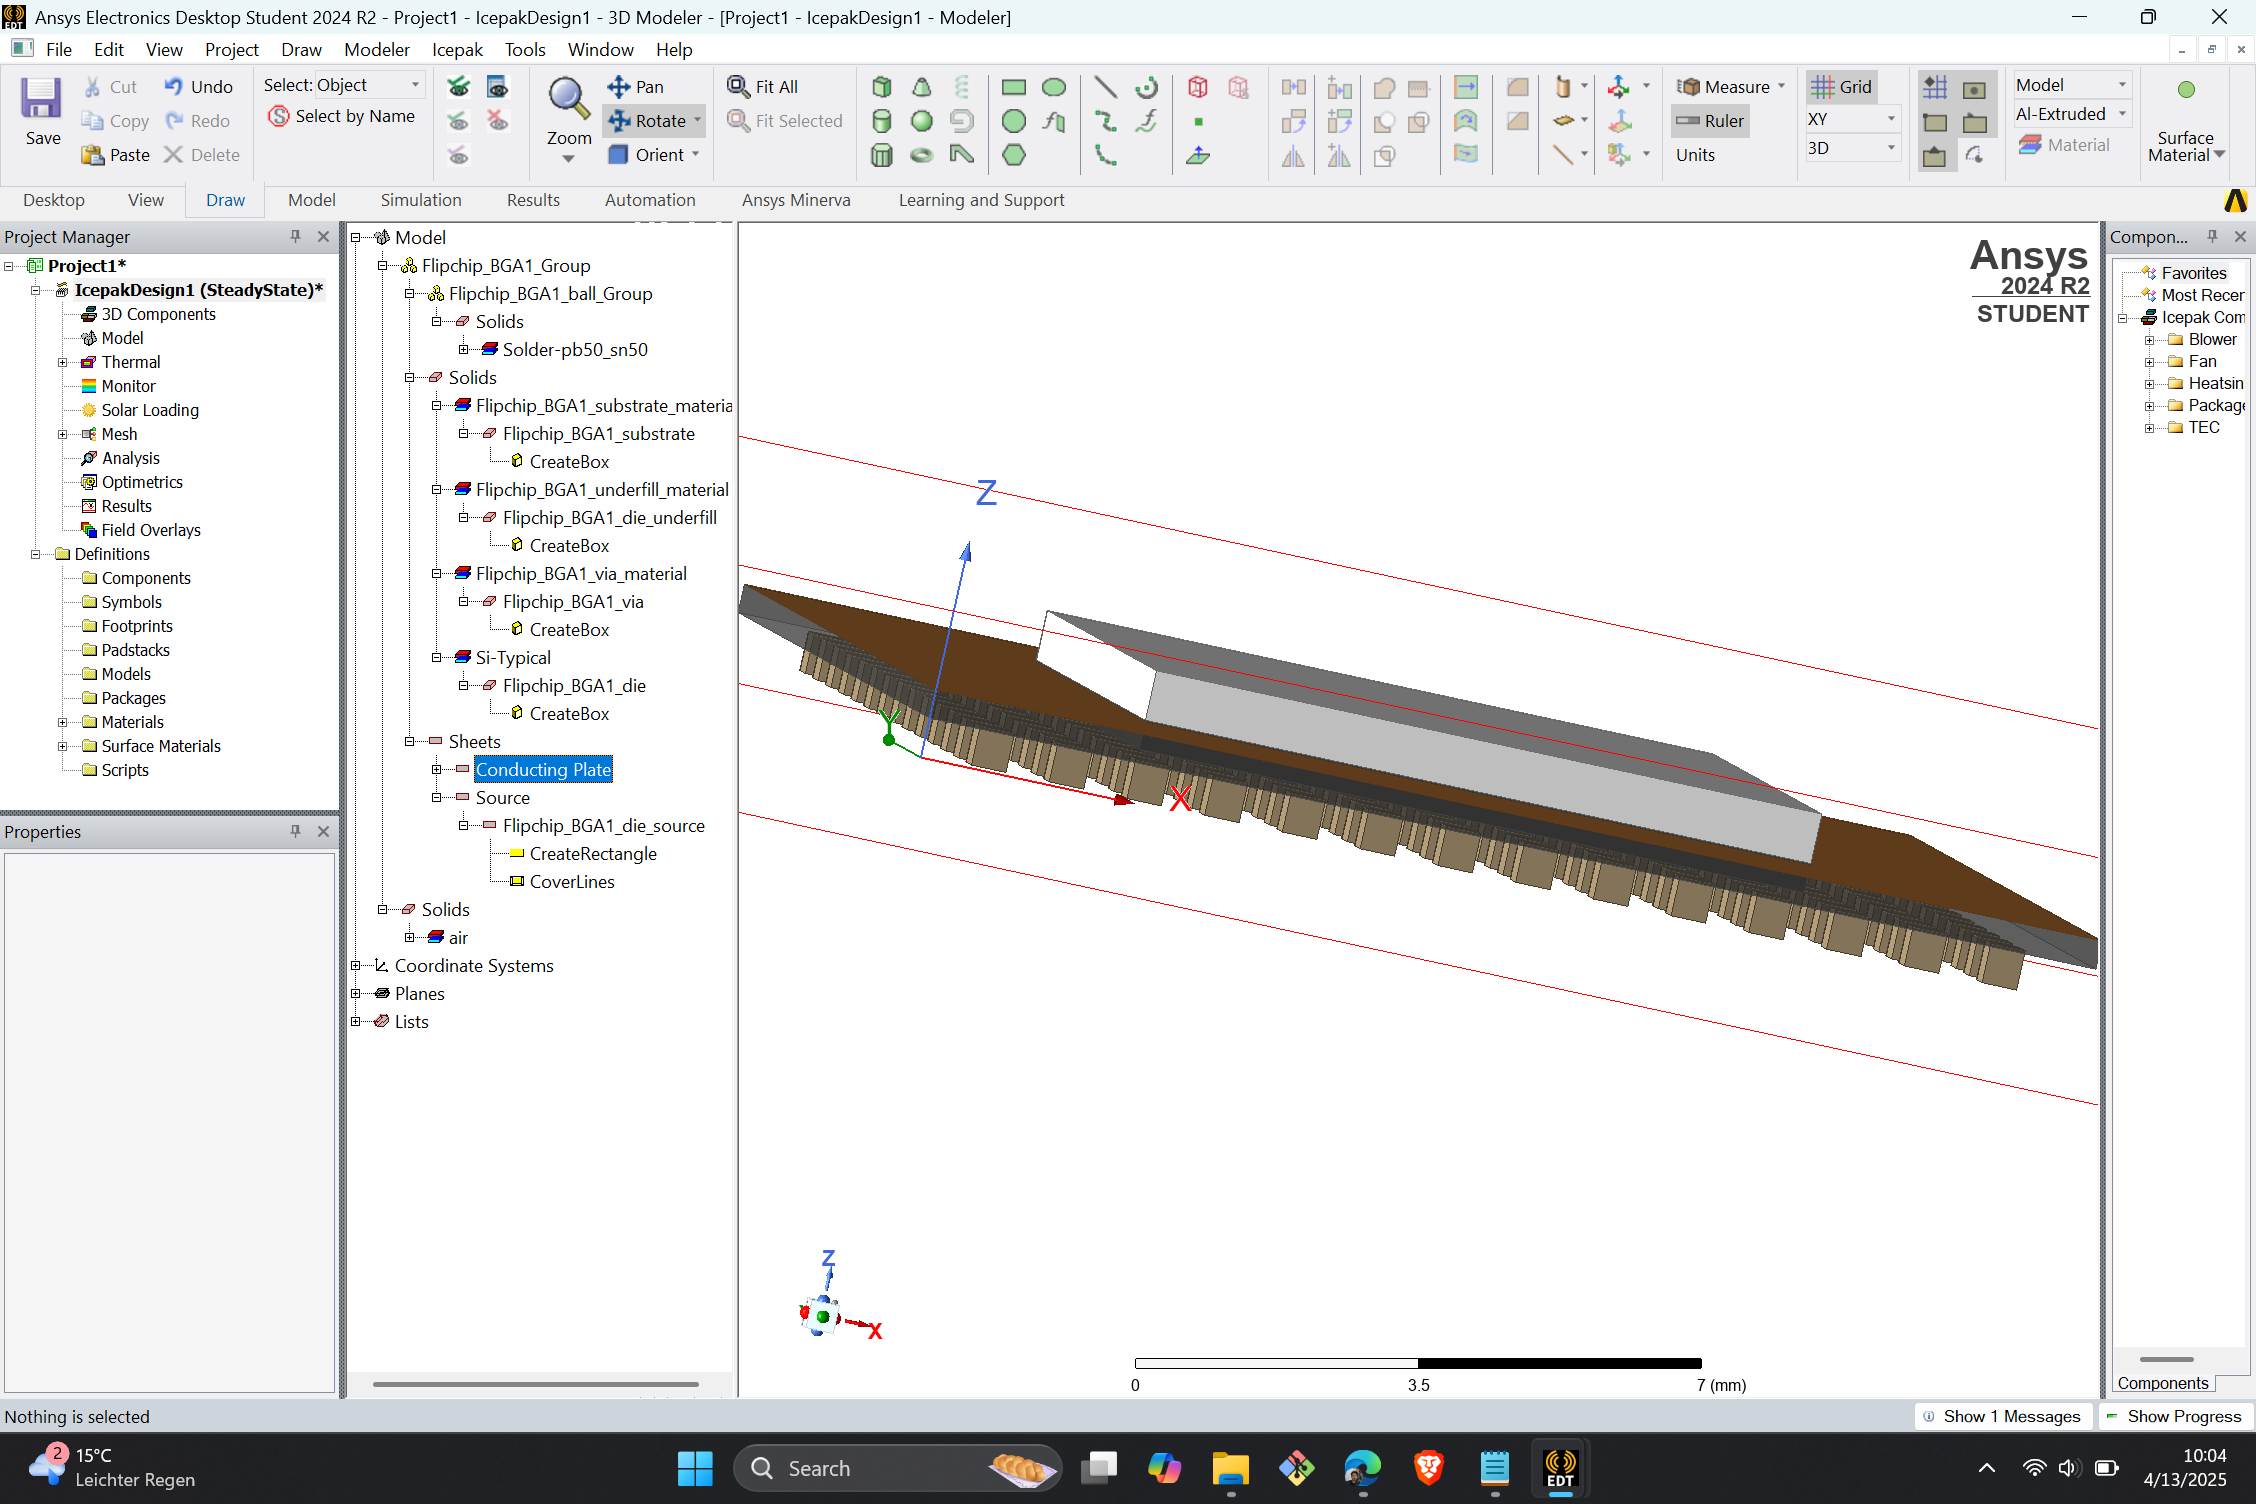 Ansys Electronics Desktop Student 2024 R2 - Project1 - IcepakDesign1 - 3D Modeler - [Project1 - IcepakDesign1 - Modeler]
File Edit View Project Draw Modeler Icepak Tools Window Help
Save
Cut
Copy
Paste
Undo
Redo
Delete
Select: Object
Select by Name
Zoom
Pan
Rotate
Orient
Fit All
Fit Selected
Measure
Ruler
Units
Grid
XY
3D
Model
Al-Extruded
Material
Surface
Material
Desktop View Draw Model Simulation Results Automation Ansys Minerva Learning and Support
Project Manager
Project1*
IcepakDesign1 (SteadyState)*
3D Components
Model
Thermal
Monitor
Solar Loading
Mesh
Analysis
Optimetrics
Results
Field Overlays
Definitions
Components
Symbols
Footprints
Padstacks
Models
Packages
Materials
Surface Materials
Scripts
Properties
Model
Flipchip_BGA1_Group
Flipchip_BGA1_ball_Group
Solids
Solder-pb50_sn50
Solids
Flipchip_BGA1_substrate_materia
Flipchip_BGA1_substrate
CreateBox
Flipchip_BGA1_underfill_material
Flipchip_BGA1_die_underfill
CreateBox
Flipchip_BGA1_via_material
Flipchip_BGA1_via
CreateBox
Si-Typical
Flipchip_BGA1_die
CreateBox
Sheets
Conducting Plate
Source
Flipchip_BGA1_die_source
CreateRectangle
CoverLines
Solids
air
Coordinate Systems
Planes
Lists
Ansys
2024 R2
STUDENT
Z
Y
X
Z
X
0 3.5 7 (mm)
Compon...
Favorites
Most Recer
Icepak Com
Blower
Fan
Heatsin
Package
TEC
Components
Nothing is selected
Show 1 Messages
Show Progress
2
15°C
Leichter Regen
Search
EDT
10:04
4/13/2025